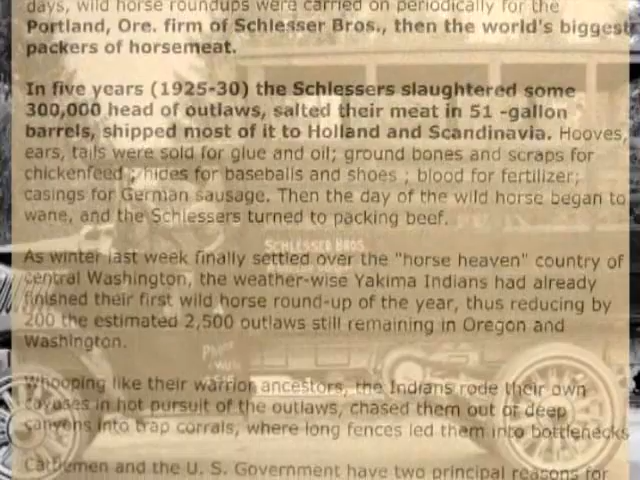 days, wild horse roundups were carried on periodically for the
Portland, Ore. firm of Schlesser Bros., then the world's biggest
packers of horsemeat.
In five years (1925-30) the Schlessers slaughtered some
300,000 head of outlaws, salted their meat in 51 -gallon
barrels, shipped most of it to Holland and Scandinavia. Hooves,
ears, tails were sold for glue and oil; ground bones and scraps for
chickenfeed ; hides for baseballs and shoes ; blood for fertilizer;
casings for German sausage. Then the day of the wild horse began to
wane, and the Schlessers turned to packing beef.
SCHLESSER BROS.
As winter last week finally settled over the "horse heaven" country of
central Washington, the weather-wise Yakima Indians had already
finished their first wild horse round-up of the year, thus reducing by
200 the estimated 2,500 outlaws still remaining in Oregon and
Washington.
Whooping like their warrior ancestors, the Indians rode their own
cayuses in hot pursuit of the outlaws, chased them out of deep
canyons into trap corrals, where long fences led them into bottlenecks
Cattlemen and the U. S. Government have two principal reasons for